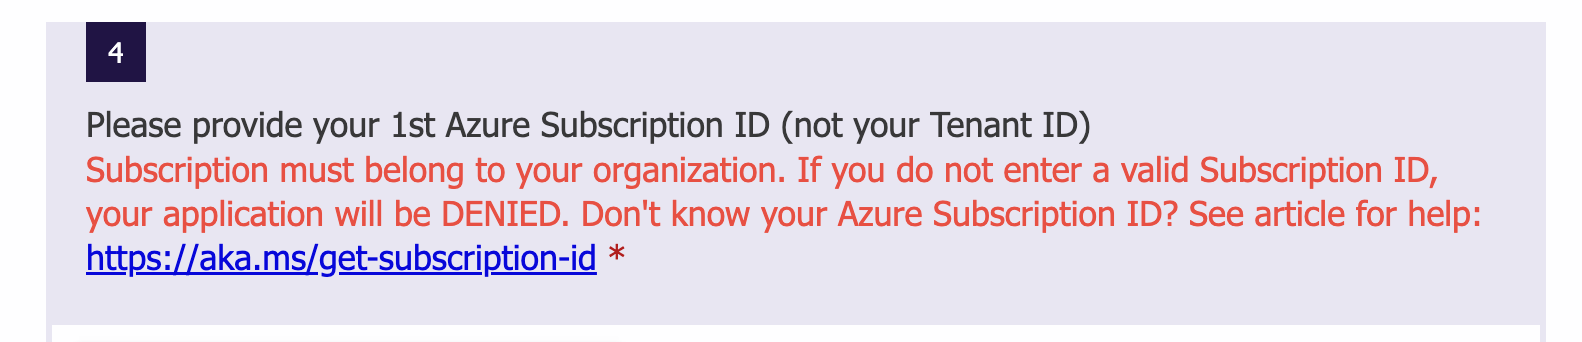 4
Please provide your 1st Azure Subscription ID (not your Tenant ID)
Subscription must belong to your organization. If you do not enter a valid Subscription ID,
your application will be DENIED. Don't know your Azure Subscription ID? See article for help:
https://aka.ms/get-subscription-id *